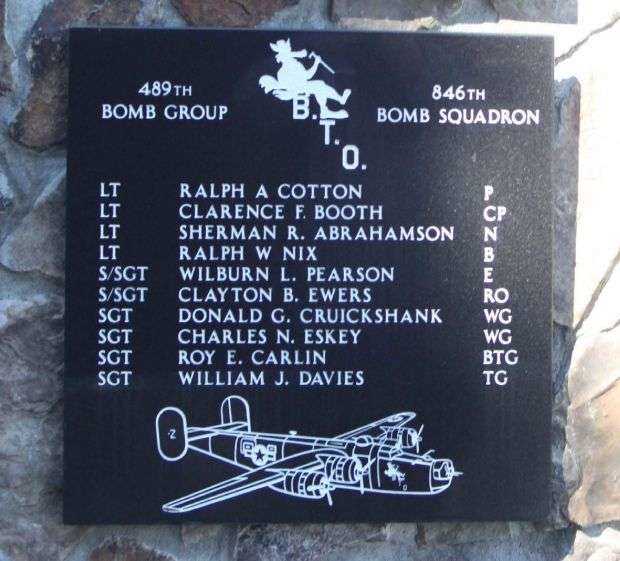 489TH
BOMB GROUP
B.
T.
O.
846TH
BOMB SQUADRON
LT RALPH A COTTON P
LT CLARENCE F. BOOTH CP
LT SHERMAN R. ABRAHAMSON N
LT RALPH W NIX B
S/SGT WILBURN L. PEARSON E
S/SGT CLAYTON B. EWERS RO
SGT DONALD G. CRUICKSHANK WG
SGT CHARLES N. ESKEY WG
SGT ROY E. CARLIN BTG
SGT WILLIAM J. DAVIES TG